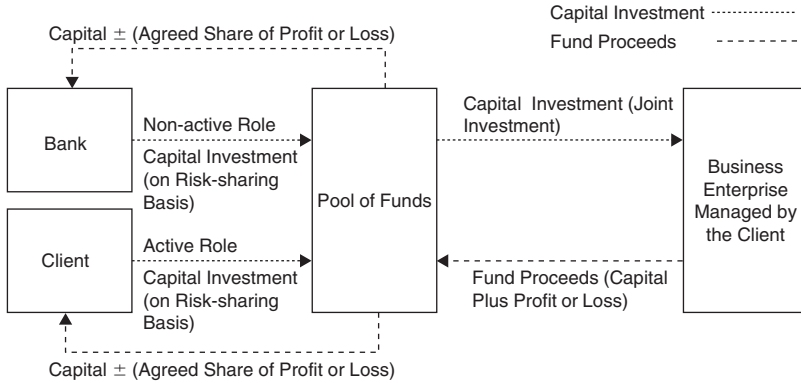 Capital Investment
Fund Proceeds
Capital ± (Agreed Share of Profit or Loss)
Bank
Non-active Role
Capital Investment
(on Risk-sharing
Basis)
Client
Active Role
Capital Investment
(on Risk-sharing
Basis)
Pool of Funds
Capital Investment (Joint
Investment)
Fund Proceeds (Capital
Plus Profit or Loss)
Business
Enterprise
Managed by
the Client
Capital ± (Agreed Share of Profit or Loss)